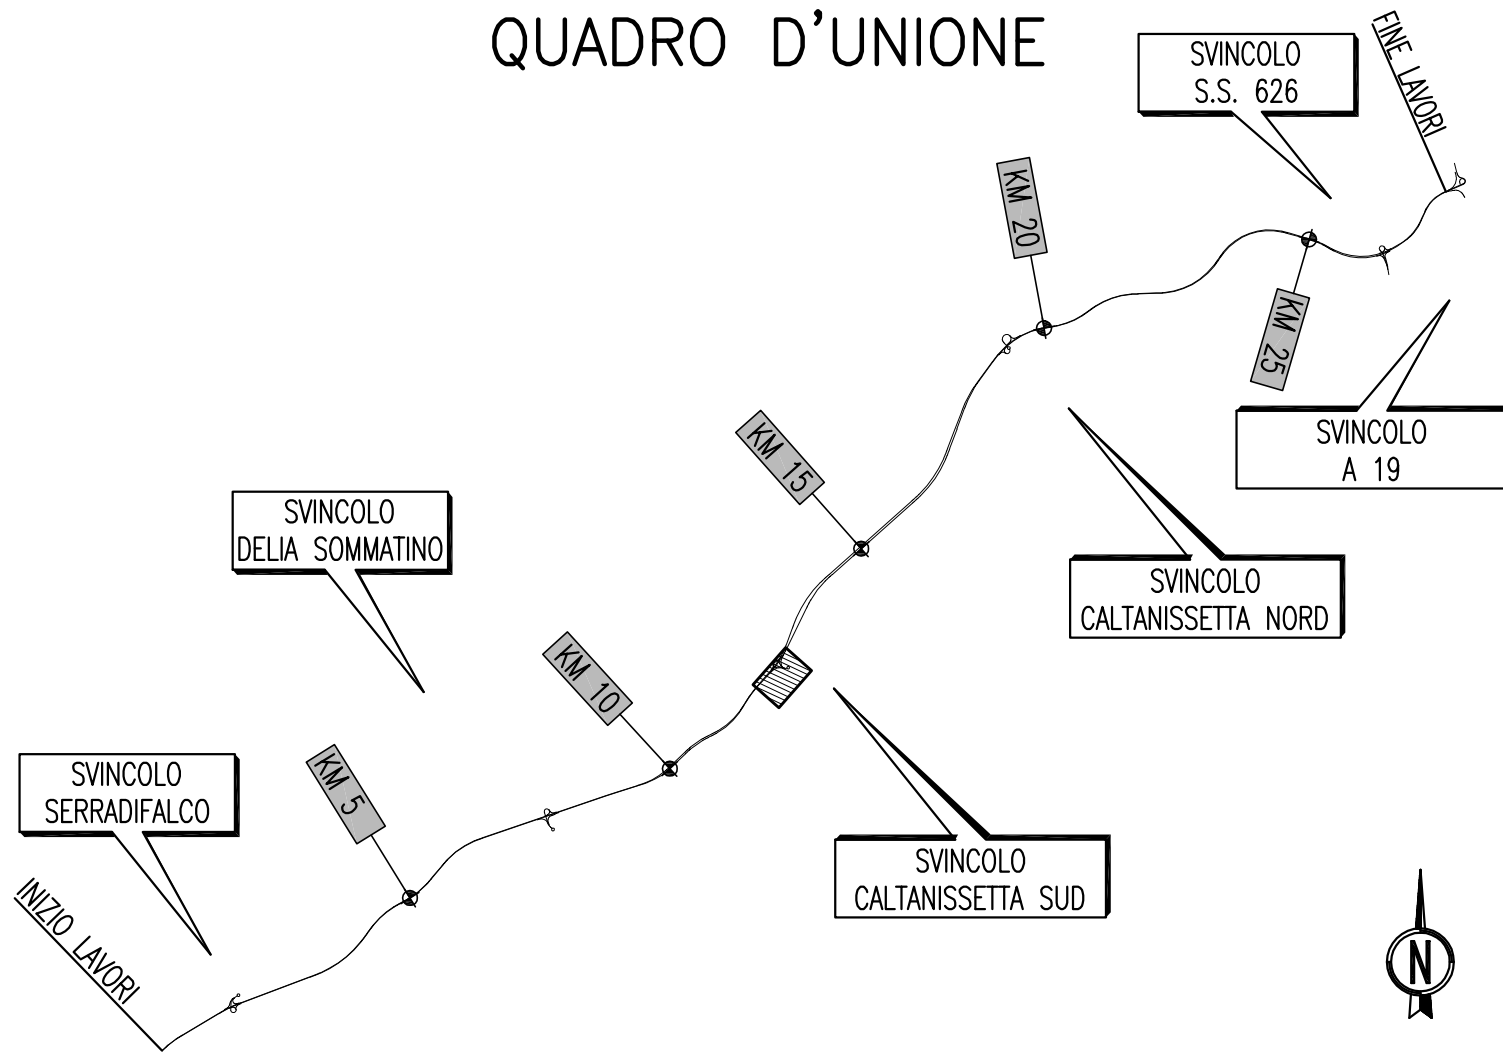 QUADRO D'UNIONE
SVINCOLO
S.S. 626
FINE LAVORI
KM 20
KM 25
SVINCOLO
A 19
KM 15
SVINCOLO
DELIA SOMMATINO
SVINCOLO
CALTANISSETTA NORD
KM 10
KM 5
SVINCOLO
SERRADIFALCO
SVINCOLO
CALTANISSETTA SUD
INIZIO LAVORI
N